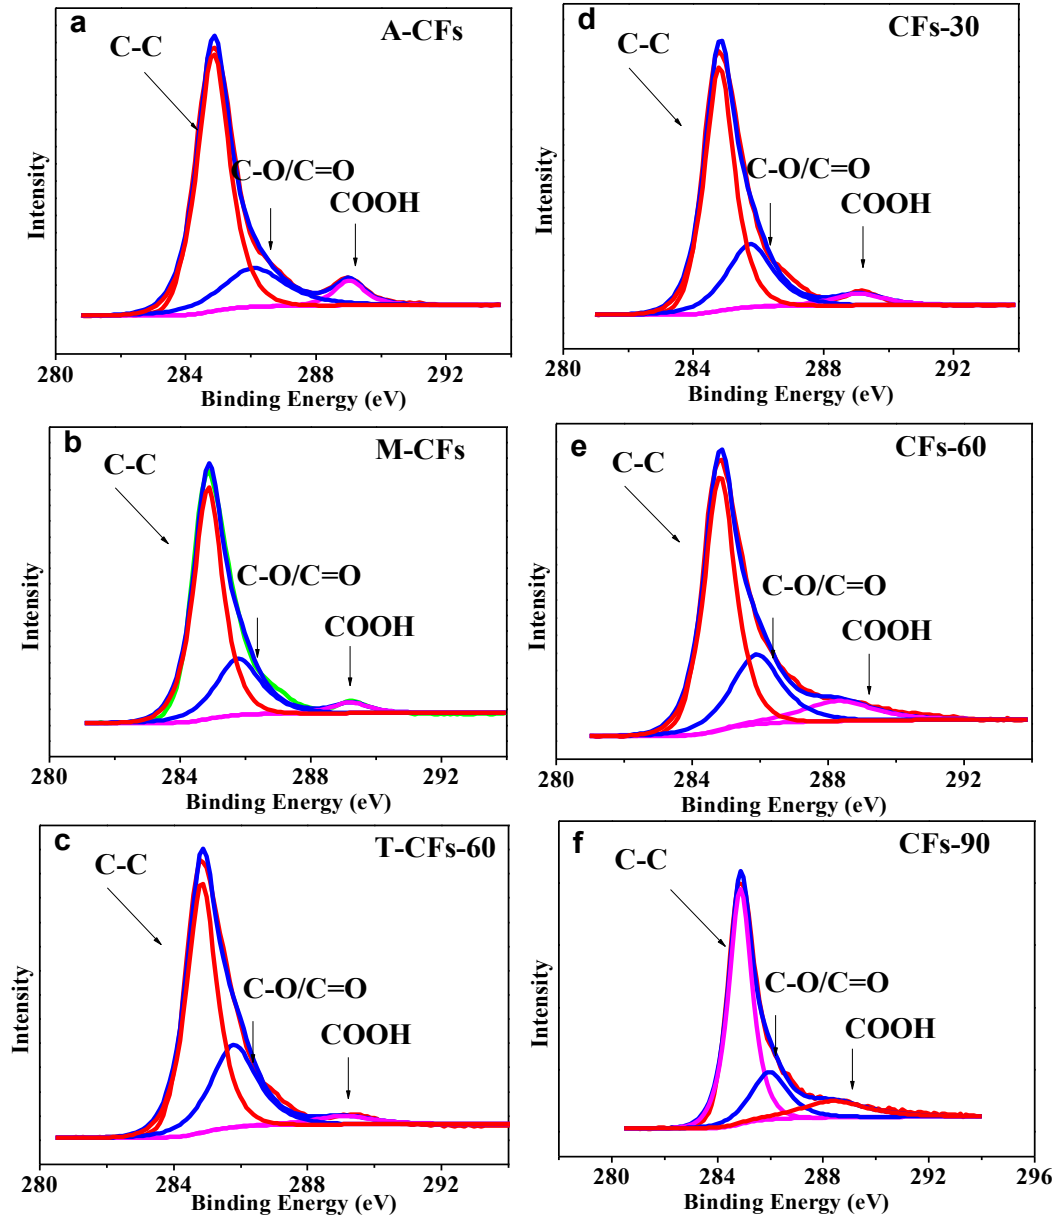 a
A-CFs
C-C
C-O/C=O
COOH
Intensity
280
284
288
292
Binding Energy (eV)
d
CFs-30
C-C
C-O/C=O
COOH
Intensity
280
284
288
292
Binding Energy (eV)
b
M-CFs
C-C
C-O/C=O
COOH
Intensity
280
284
288
292
Binding Energy (eV)
e
CFs-60
C-C
C-O/C=O
COOH
Intensity
280
284
288
292
Binding Energy (eV)
c
T-CFs-60
C-C
C-O/C=O
COOH
Intensity
280
284
288
292
Binding Energy (eV)
f
CFs-90
C-C
C-O/C=O
COOH
Intensity
280
284
288
292
296
Binding Energy (eV)